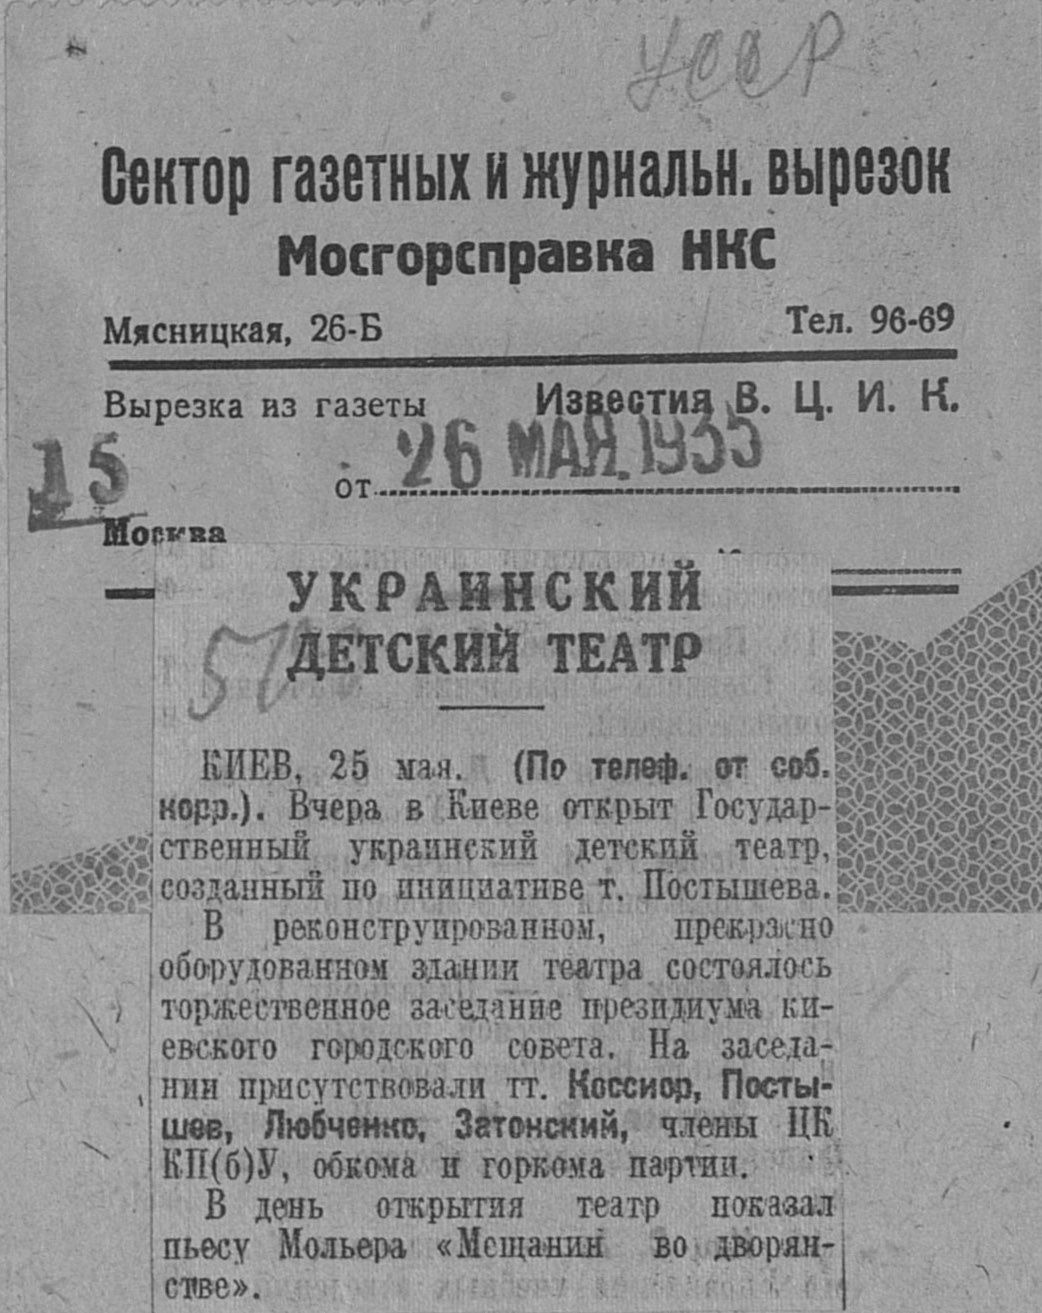 УССР
Сектор газетных и журнальн. вырезок
Мосгорсправка НКС
Мясницкая, 26-Б Тел. 96-69
Вырезка из газеты Известия В. Ц. И. К.
15
от 26 МАЯ.1935
Москва
УКРАИНСКИЙ
ДЕТСКИЙ ТЕАТР
57
КИЕВ, 25 мая. (По телеф. от соб.
корр.). Вчера в Киеве открыт Государ-
ственный украинский детский театр,
созданный по инициативе т. Постышева.
В реконструированном, прекрасно
оборудованном здании театра состоялось
торжественное заседание президиума ки-
евского городского совета. На заседа-
нии присутствовали тт. Коссиор, Посты-
шев, Любченко, Затонский, члены ЦК
КП(б)У, обкома и горкома партии.
В день открытия театр показал
пьесу Мольера «Мещанин во дворян-
стве».